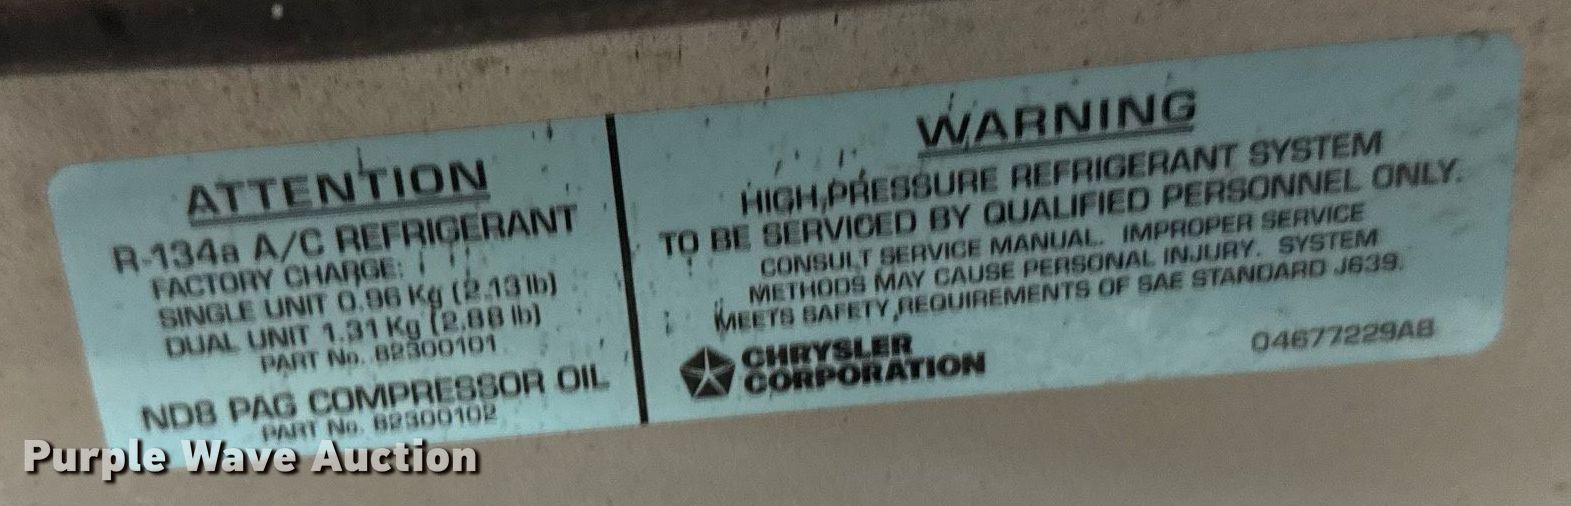 ATTENTION
R-134a A/C REFRIGERANT
FACTORY CHARGE:
SINGLE UNIT 0.96 Kg (2.13 lb)
DUAL UNIT 1.31 Kg (2.88 lb)
PART No. 82300101
ND8 PAG COMPRESSOR OIL
PART No. 82300102
WARNING
HIGH PRESSURE REFRIGERANT SYSTEM
TO BE SERVICED BY QUALIFIED PERSONNEL ONLY.
CONSULT SERVICE MANUAL. IMPROPER SERVICE
METHODS MAY CAUSE PERSONAL INJURY. SYSTEM
MEETS SAFETY REQUIREMENTS OF SAE STANDARD J639.
CHRYSLER
CORPORATION
04677229AB
Purple Wave Auction